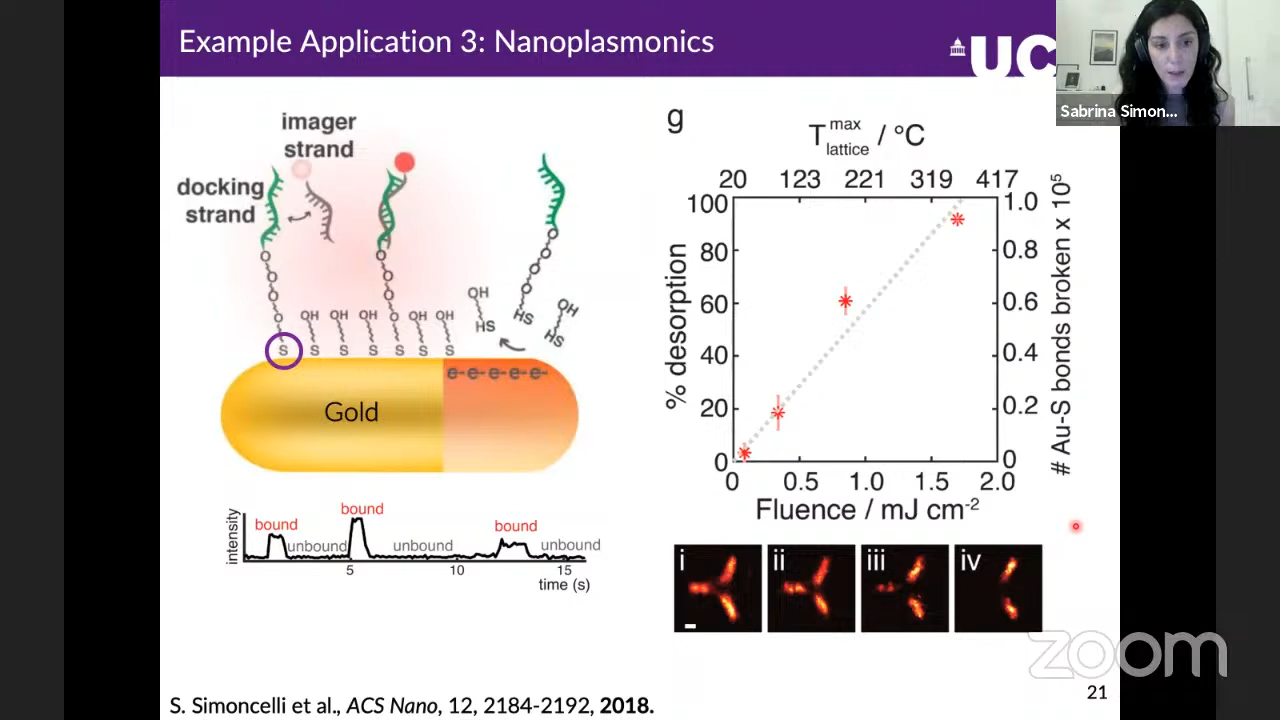 Example Application 3: Nanoplasmonics
UC
Sabrina Simon...
imager
strand
docking
strand
O
O
O
O
O
O
O
O
O
O
O
O
OH
OH
OH
OH
OH
OH
OH
HS
HS
HS
S
S
S
S
S
S
S
e- e- e- e- e-
Gold
intensity
bound
unbound
bound
unbound
bound
unbound
5
10
15
time (s)
g
T max lattice / °C
20 123 221 319 417
100
80
60
40
20
0
% desorption
1.0
0.8
0.6
0.4
0.2
0
# Au-S bonds broken x 10⁵
0 0.5 1.0 1.5 2.0
Fluence / mJ cm⁻²
i
ii
iii
iv
zoom
21
S. Simoncelli et al., ACS Nano, 12, 2184-2192, 2018.